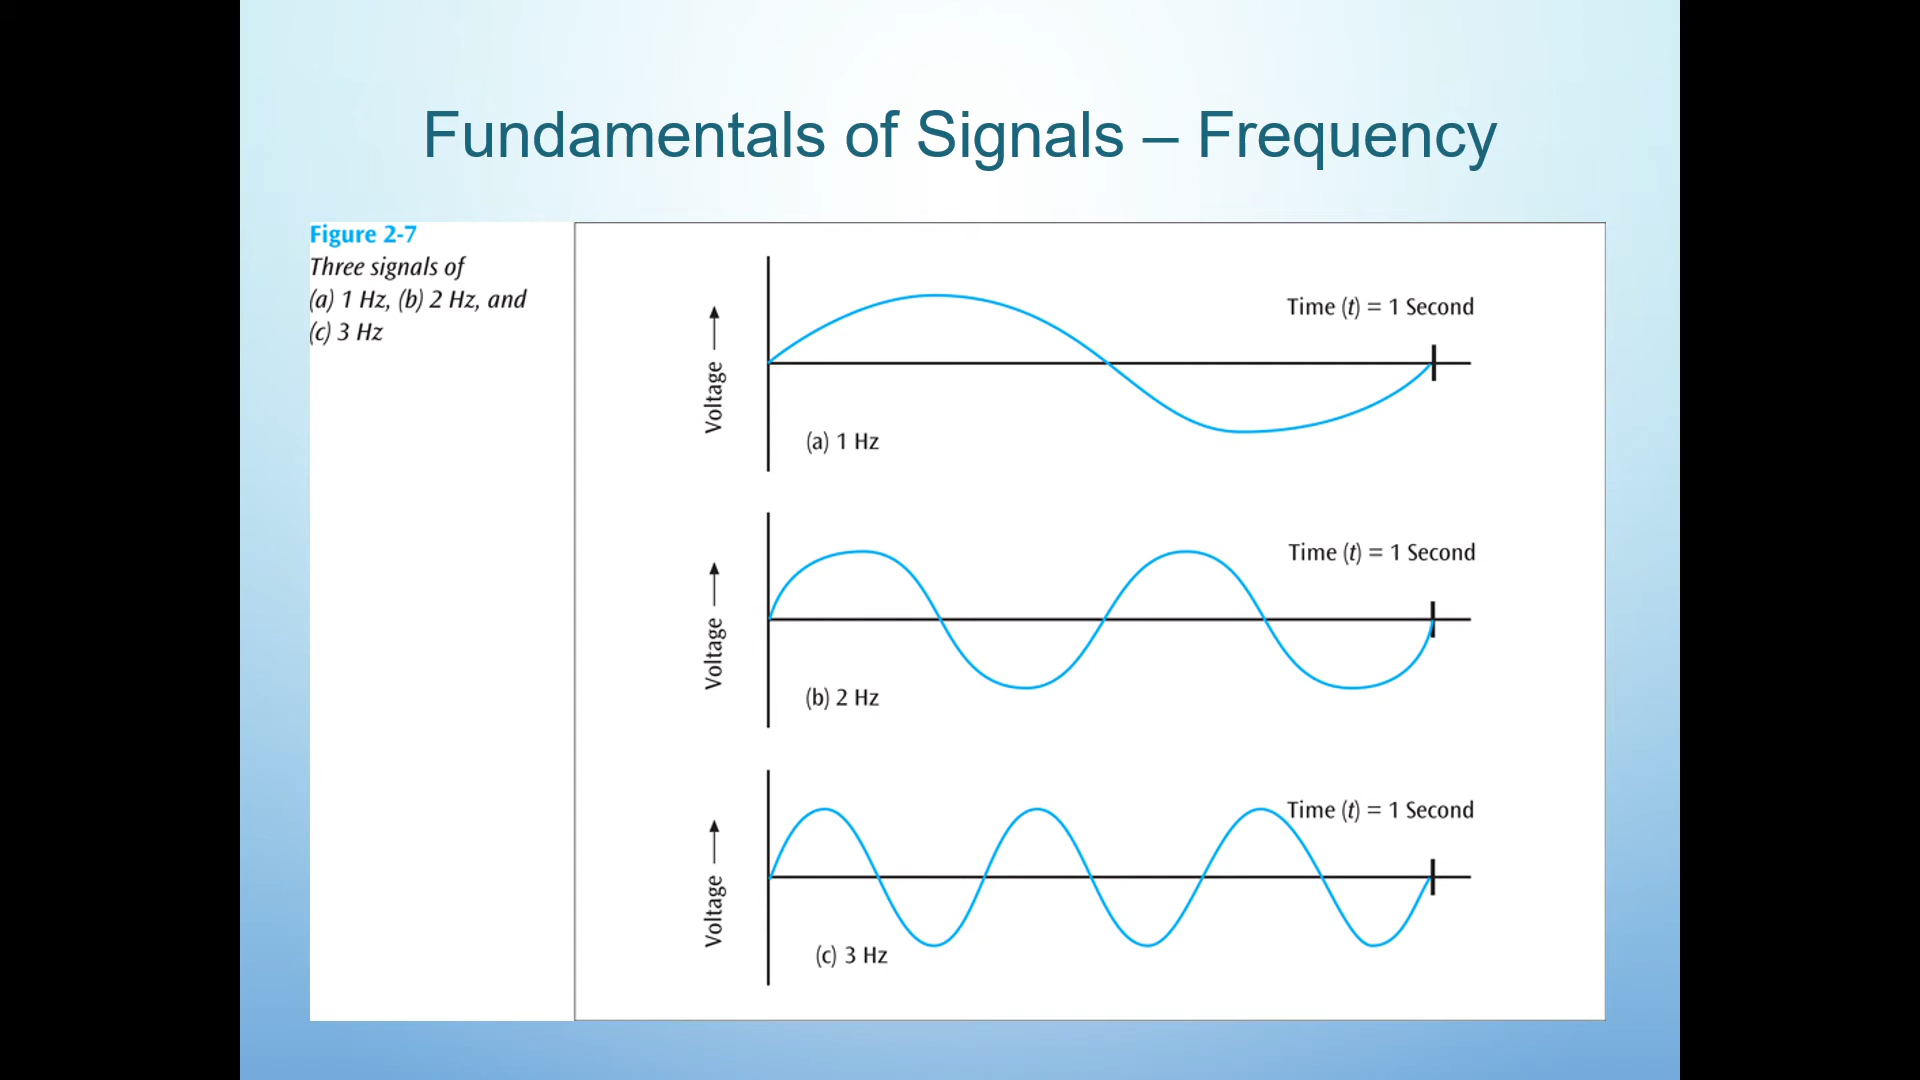 Fundamentals of Signals – Frequency
Figure 2-7
Three signals of
(a) 1 Hz, (b) 2 Hz, and
(c) 3 Hz
Voltage
Time (t) = 1 Second
(a) 1 Hz
Voltage
Time (t) = 1 Second
(b) 2 Hz
Voltage
Time (t) = 1 Second
(c) 3 Hz